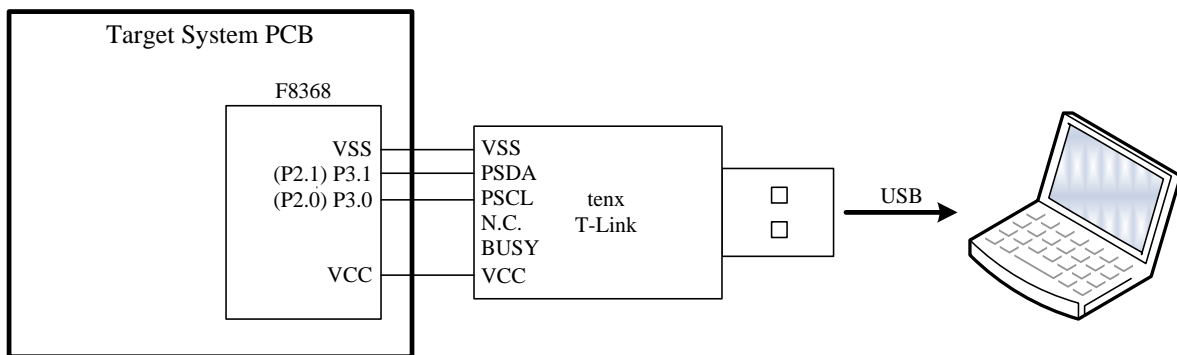 Target System PCB
F8368
VSS
(P2.1) P3.1
(P2.0) P3.0
VCC
VSS
PSDA
PSCL
N.C.
BUSY
VCC
tenx
T-Link
USB